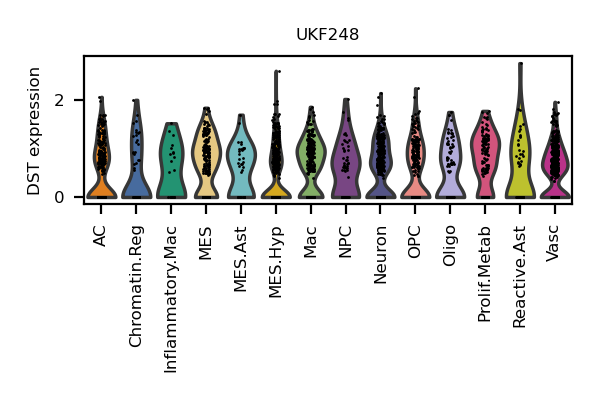 UKF248
DST expression
2
0
AC
Chromatin.Reg
Inflammatory.Mac
MES
MES.Ast
MES.Hyp
Mac
NPC
Neuron
OPC
Oligo
Prolif.Metab
Reactive.Ast
Vasc